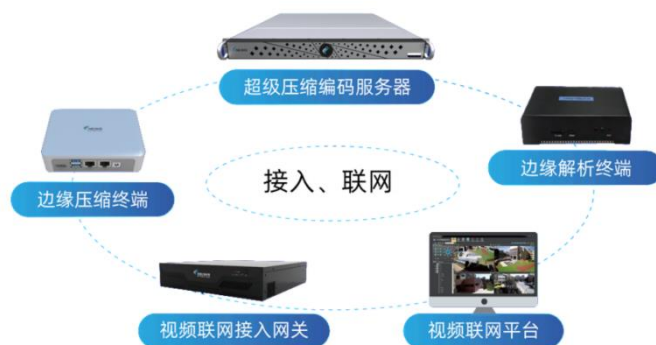 超级压缩编码服务器
边缘压缩终端
边缘解析终端
接入、联网
视频联网接入网关
视频联网平台